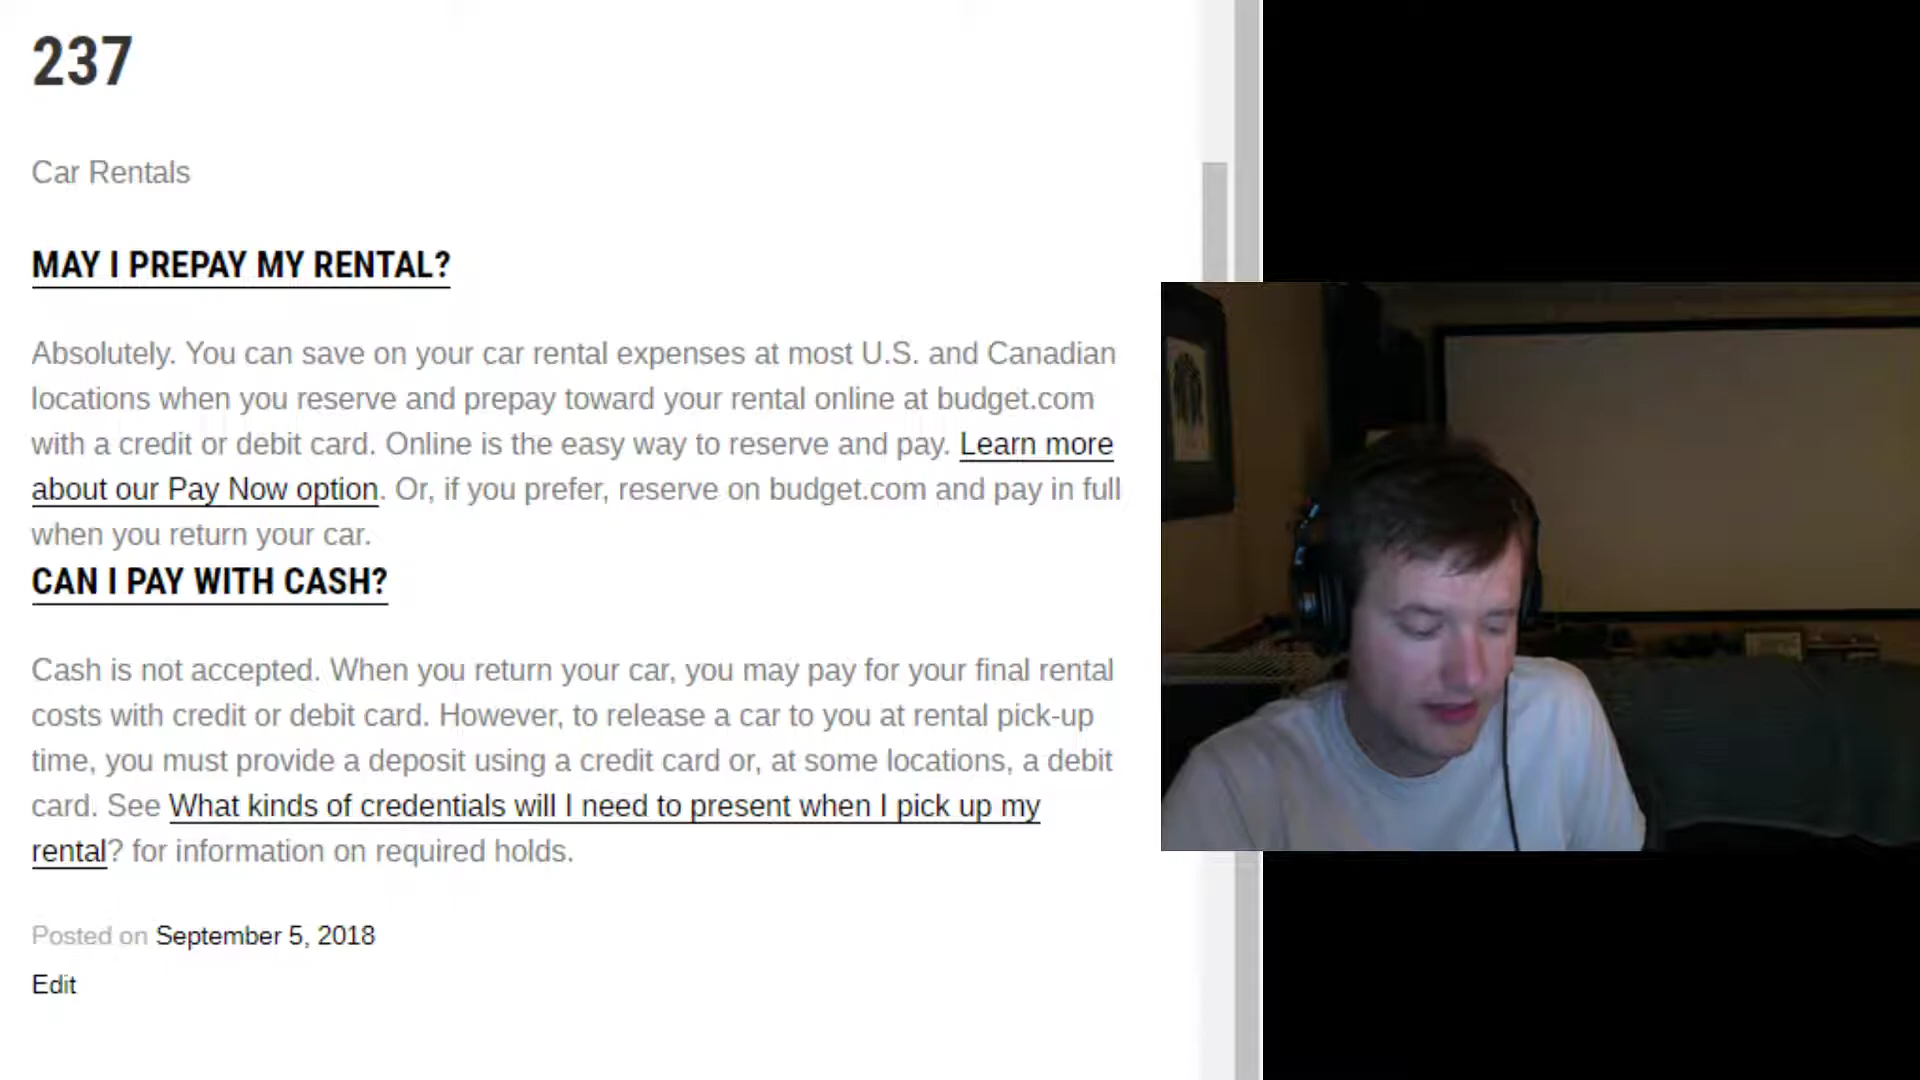 237
Car Rentals
MAY I PREPAY MY RENTAL?
Absolutely. You can save on your car rental expenses at most U.S. and Canadian
locations when you reserve and prepay toward your rental online at budget.com
with a credit or debit card. Online is the easy way to reserve and pay. Learn more
about our Pay Now option. Or, if you prefer, reserve on budget.com and pay in full
when you return your car.
CAN I PAY WITH CASH?
Cash is not accepted. When you return your car, you may pay for your final rental
costs with credit or debit card. However, to release a car to you at rental pick-up
time, you must provide a deposit using a credit card or, at some locations, a debit
card. See What kinds of credentials will I need to present when I pick up my
rental? for information on required holds.
Posted on September 5, 2018
Edit